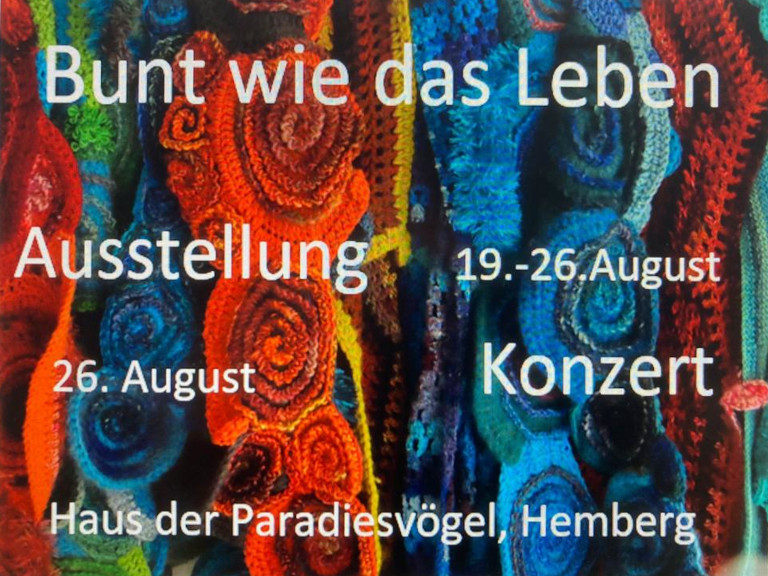 Bunt wie das Leben
Ausstellung 19.-26.August
26. August Konzert
Haus der Paradiesvögel, Hemberg